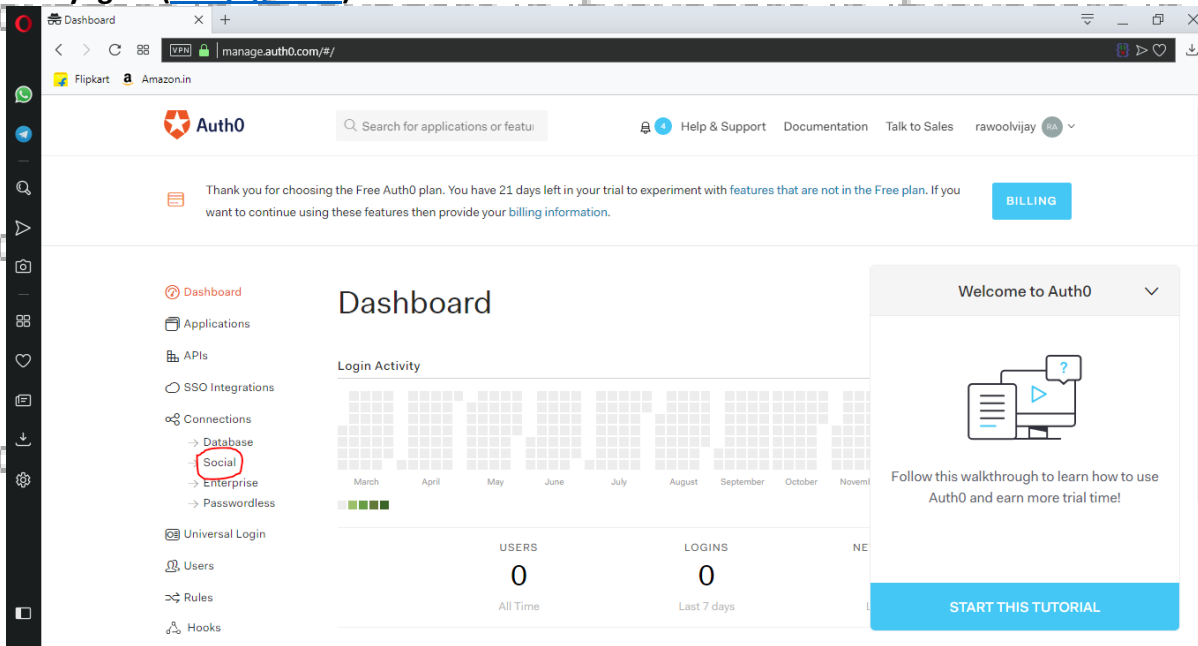 Dashboard
VPN manage.auth0.com/#/
Flipkart a Amazon.in
Auth0 Search for applications or featu 4 Help & Support Documentation Talk to Sales rawoolvijay RA
Thank you for choosing the Free Auth0 plan. You have 21 days left in your trial to experiment with features that are not in the Free plan. If you
want to continue using these features then provide your billing information.
BILLING
Dashboard
Applications
APIs
SSO Integrations
Connections
Database
Social
Enterprise
Passwordless
Universal Login
Users
Rules
Hooks
Dashboard
Login Activity
March April May June July August September October Novem
USERS LOGINS NE
0 0
All Time Last 7 days L
Welcome to Auth0
?
Follow this walkthrough to learn how to use
Auth0 and earn more trial time!
START THIS TUTORIAL